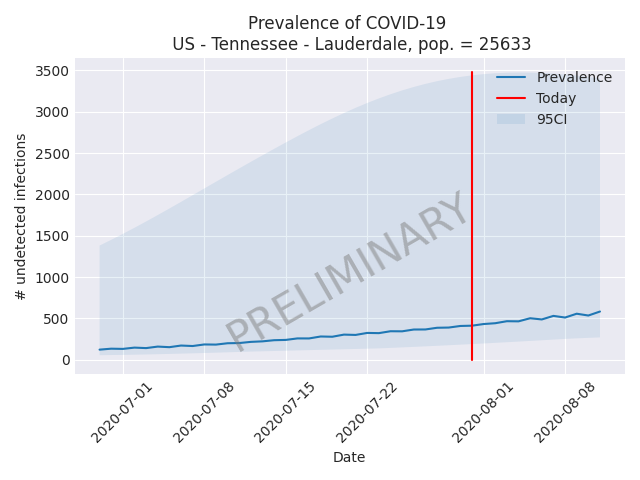 Prevalence of COVID-19
US - Tennessee - Lauderdale, pop. = 25633
3500
3000
2500
2000
1500
1000
500
0
# undetected infections
Prevalence
Today
95CI
PRELIMINARY
2020-07-01
2020-07-08
2020-07-15
2020-07-22
2020-08-01
2020-08-08
Date